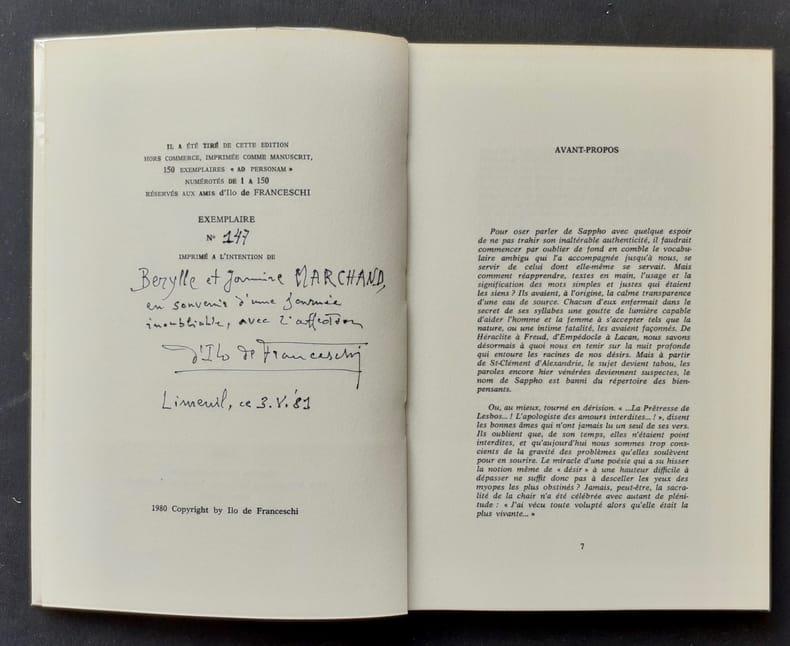 IL A ÉTÉ TIRÉ DE CETTE EDITION
HORS COMMERCE, IMPRIMÉE COMME MANUSCRIT,
150 EXEMPLAIRES « AD PERSONAM »
NUMÉROTÉS DE 1 A 150
RÉSERVÉS AUX AMIS d'Ilo de FRANCESCHI
EXEMPLAIRE
N° 147
IMPRIMÉ A L'INTENTION DE
Berylle et Jannine MARCHAND,
en souvenir d'une journée
inoubliable, avec l'affection
d'Ilo de Franceschi
Limeuil, ce 3.V.'81
1980 Copyright by Ilo de Franceschi
AVANT-PROPOS
Pour oser parler de Sappho avec quelque espoir
de ne pas trahir son inaltérable authenticité, il faudrait
commencer par oublier de fond en comble le vocabu-
laire ambigu qui l'a accompagnée jusqu'à nous, se
servir de celui dont elle-même se servait. Mais
comment réapprendre, textes en main, l'usage et la
signification des mots simples et justes qui étaient
les siens ? Ils avaient, à l'origine, la calme transparence
d'une eau de source. Chacun d'eux enfermait dans le
secret de ses syllabes une goutte de lumière capable
d'aider l'homme et la femme à s'accepter tels que la
nature, ou une intime fatalité, les avaient façonnés. De
Héraclite à Freud, d'Empédocle à Lacan, nous savons
désormais à quoi nous en tenir sur la nuit profonde
qui entoure les racines de nos désirs. Mais à partir
de St-Clément d'Alexandrie, le sujet devient tabou, les
paroles encore hier vénérées deviennent suspectes, le
nom de Sappho est banni du répertoire des bien-
pensants.
Ou, au mieux, tourné en dérision. « ...La Prêtresse de
Lesbos... ! L'apologiste des amours interdites... ! », disent
les bonnes âmes qui n'ont jamais lu un seul de ses vers.
Ils oublient que, de son temps, elles n'étaient point
interdites, et qu'aujourd'hui nous sommes trop cons-
cients de la gravité des problèmes qu'elles soulèvent
pour en sourire. Le miracle d'une poésie qui a su hisser
la notion même de « désir » à une hauteur difficile à
dépasser ne suffit donc pas à desceller les yeux des
myopes les plus obstinés ? Jamais, peut-être, la sacra-
lité de la chair n'a été célébrée avec autant de pléni-
tude : « J'ai vécu toute volupté alors qu'elle était la
plus vivante... »
7